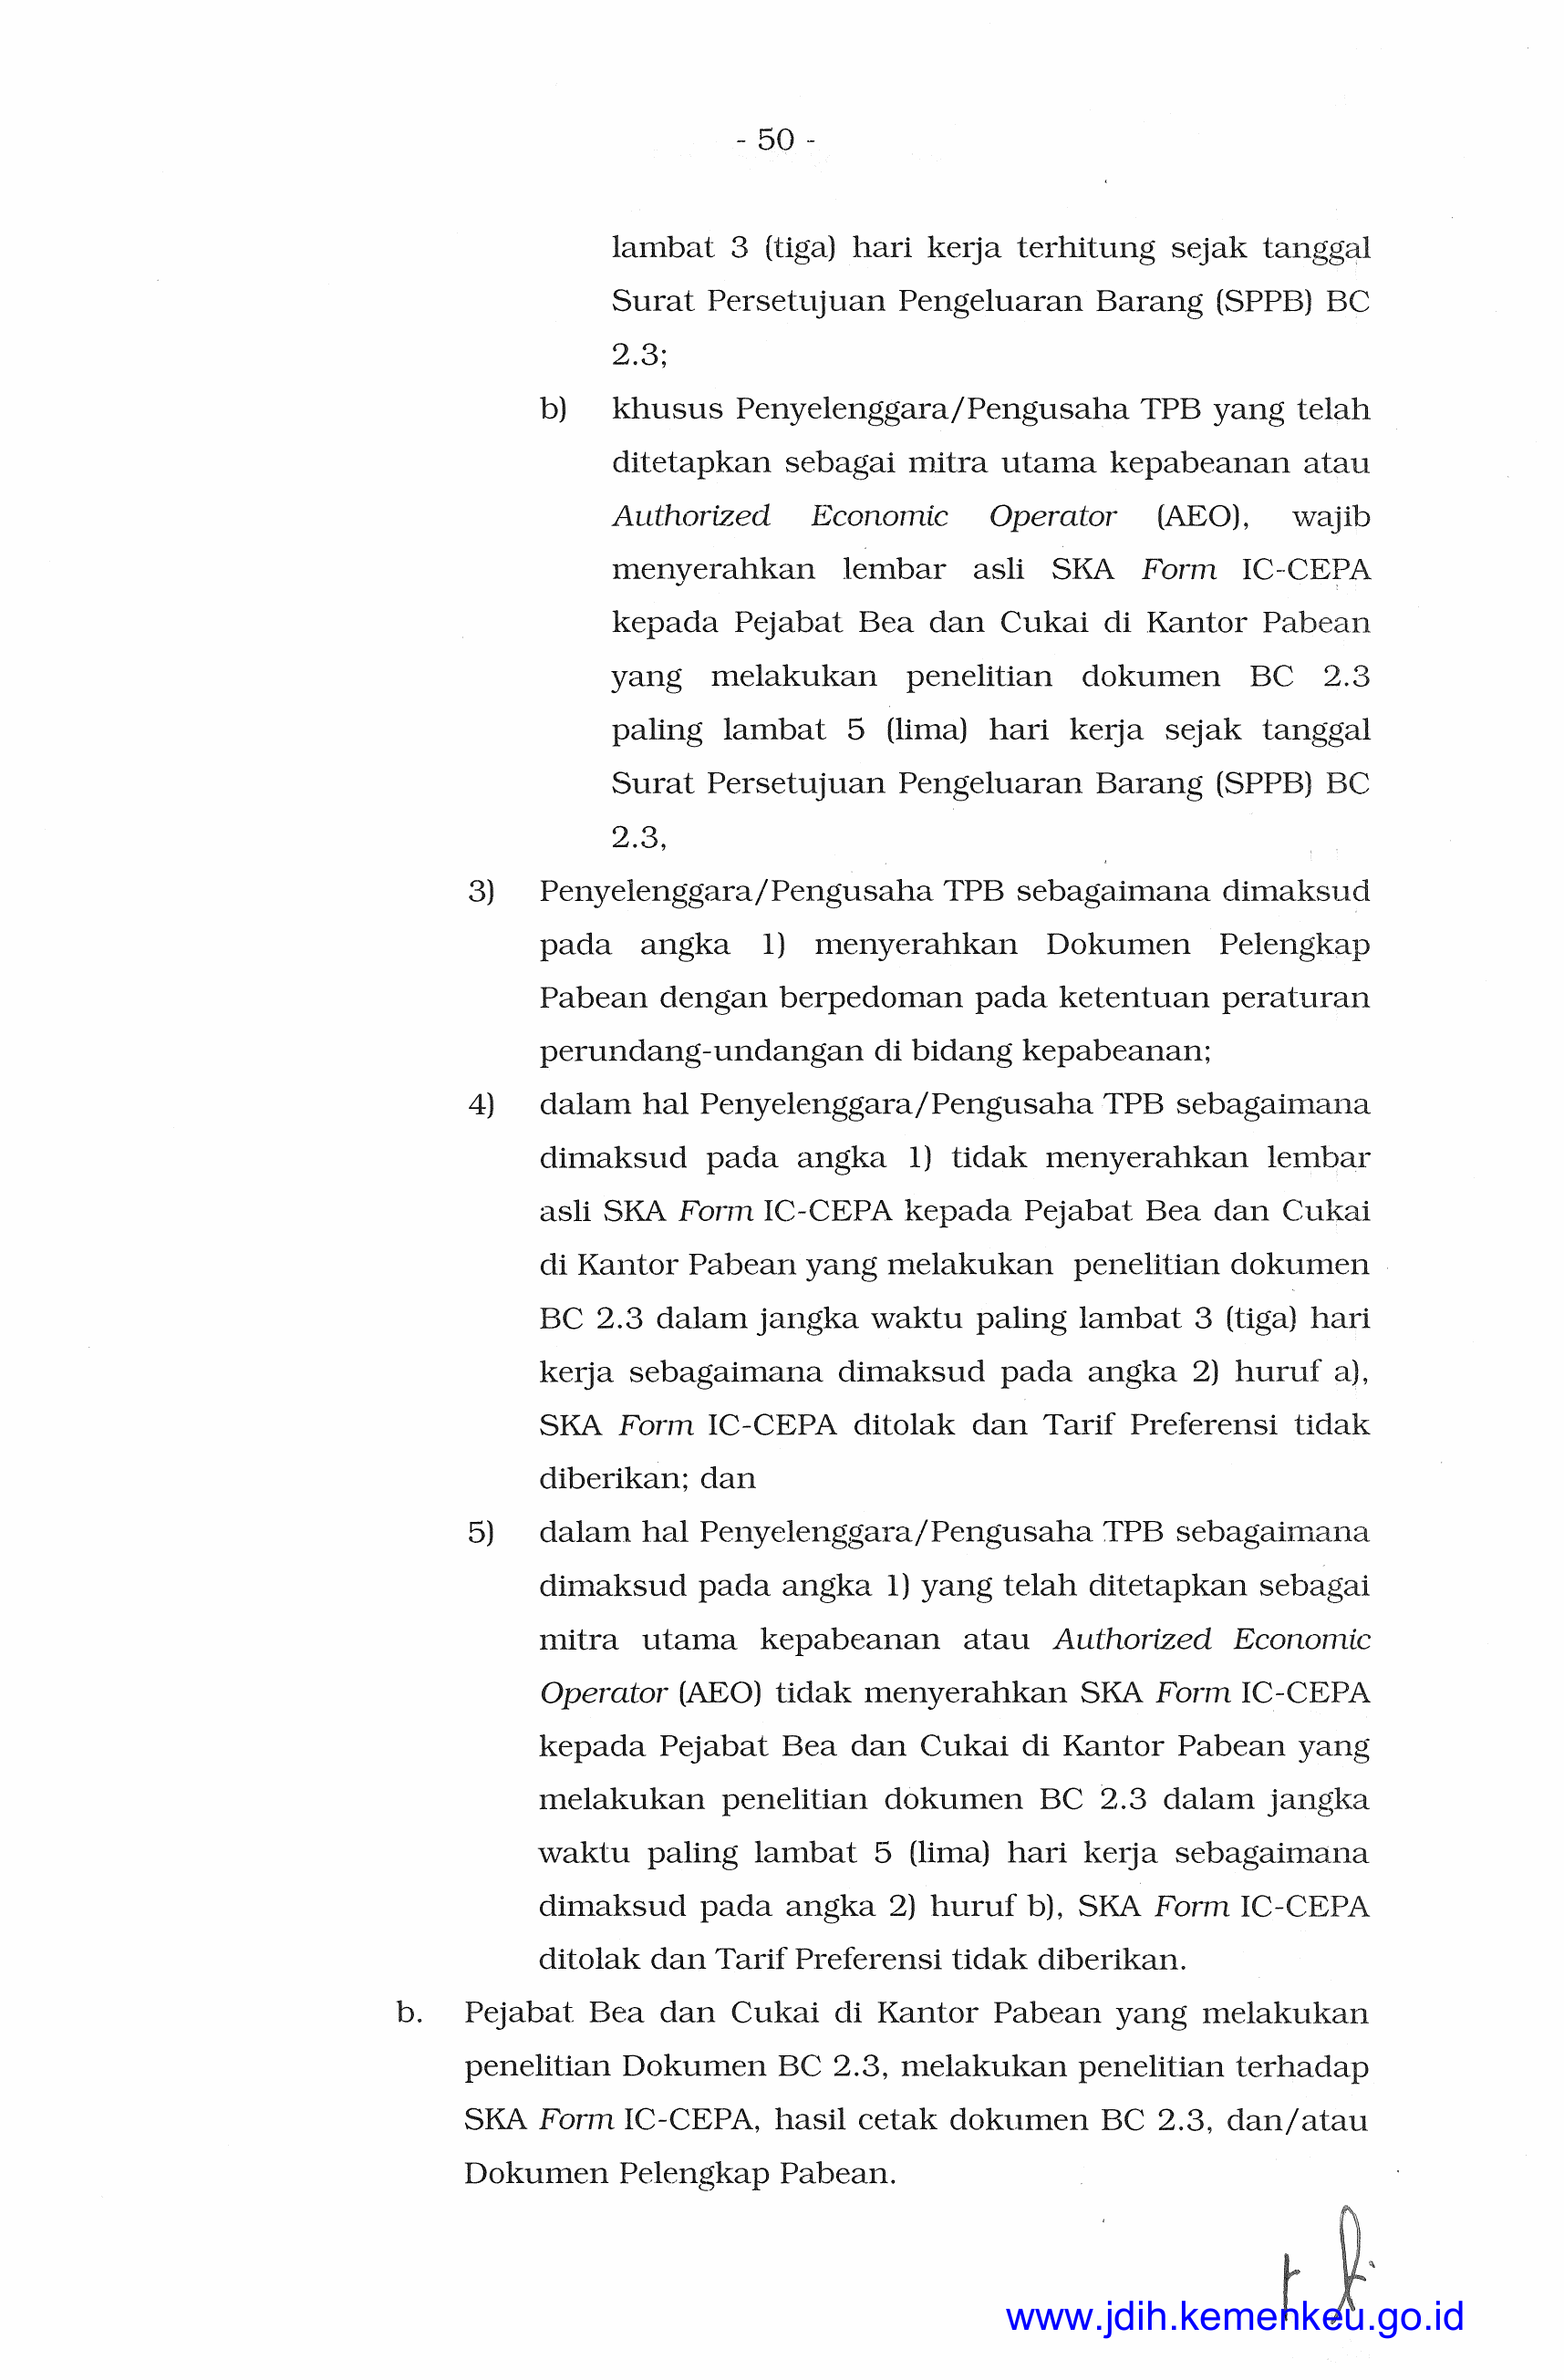 - 50 -
lambat 3 (tiga) hari kerja terhitung sejak tanggal
Surat Persetujuan Pengeluaran Barang (SPPB) BC
2.3;
b) khusus Penyelenggara/Pengusaha TPB yang telah
ditetapkan sebagai mitra utama kepabeanan atau
Authorized Economic Operator (AEO), wajib
menyerahkan lembar asli SKA Form IC-CEPA
kepada Pejabat Bea dan Cukai di Kantor Pabean
yang melakukan penelitian dokumen BC 2.3
paling lambat 5 (lima) hari kerja sejak tanggal
Surat Persetujuan Pengeluaran Barang (SPPB) BC
2.3,
3) Penyelenggara/Pengusaha TPB sebagaimana dimaksud
pada angka 1) menyerahkan Dokumen Pelengkap
Pabean dengan berpedoman pada ketentuan peraturan
perundang-undangan di bidang kepabeanan;
4) dalam hal Penyelenggara/Pengusaha TPB sebagaimana
dimaksud pada angka 1) tidak menyerahkan lembar
asli SKA Form IC-CEPA kepada Pejabat Bea dan Cukai
di Kantor Pabean yang melakukan penelitian dokumen
BC 2.3 dalam jangka waktu paling lambat 3 (tiga) hari
kerja sebagaimana dimaksud pada angka 2) huruf a),
SKA Form IC-CEPA ditolak dan Tarif Preferensi tidak
diberikan; dan
5) dalam hal Penyelenggara/Pengusaha TPB sebagaimana
dimaksud pada angka 1) yang telah ditetapkan sebagai
mitra utama kepabeanan atau Authorized Economic
Operator (AEO) tidak menyerahkan SKA Form IC-CEPA
kepada Pejabat Bea dan Cukai di Kantor Pabean yang
melakukan penelitian dokumen BC 2.3 dalam jangka
waktu paling lambat 5 (lima) hari kerja sebagaimana
dimaksud pada angka 2) huruf b), SKA Form IC-CEPA
ditolak dan Tarif Preferensi tidak diberikan.
b. Pejabat Bea dan Cukai di Kantor Pabean yang melakukan
penelitian Dokumen BC 2.3, melakukan penelitian terhadap
SKA Form IC-CEPA, hasil cetak dokumen BC 2.3, dan/atau
Dokumen Pelengkap Pabean.
www.jdih.kemenkeu.go.id